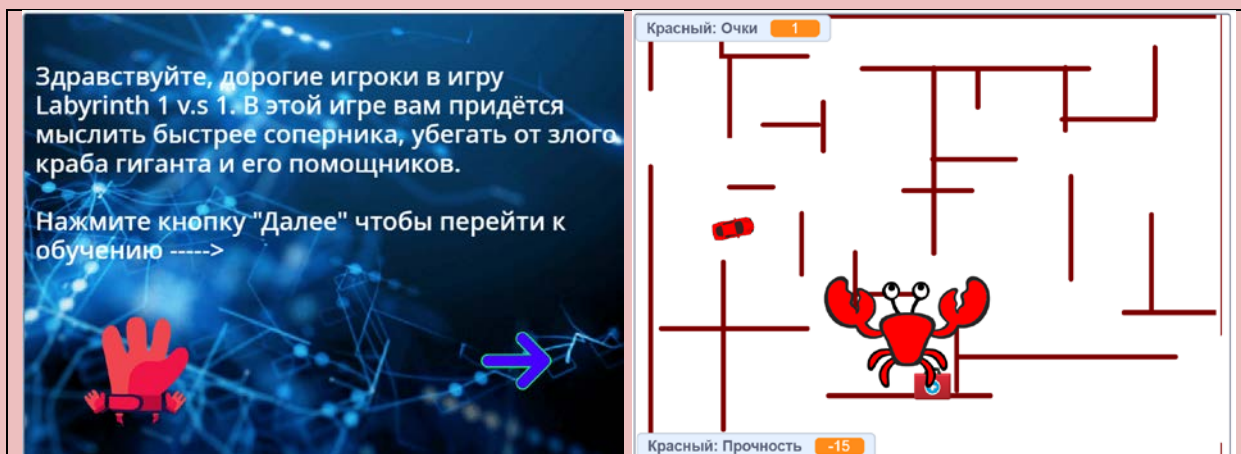 Здравствуйте, дорогие игроки в игру
Labyrinth 1 v.s 1. В этой игре вам придётся
мыслить быстрее соперника, убегать от злого
краба гиганта и его помощников.
Нажмите кнопку "Далее" чтобы перейти к
обучению ----->
Красный: Очки 1
Красный: Прочность -15